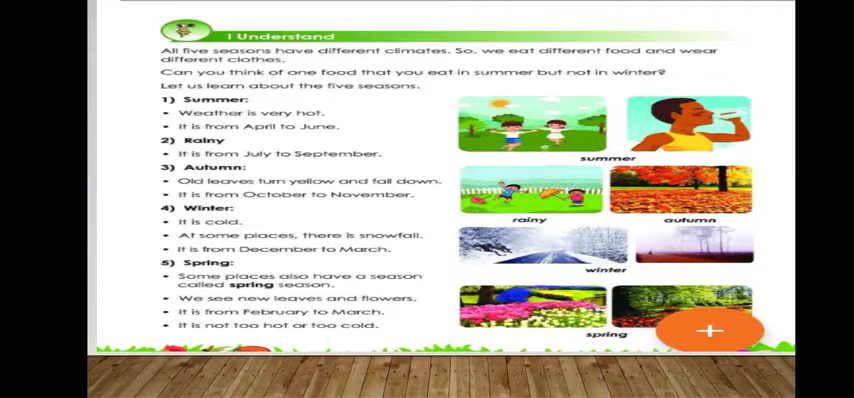 I Understand
All five seasons have different climates. So, we eat different food and wear
different clothes.
Can you think of one food that you eat in summer but not in winter?
Let us learn about the five seasons.
1) Summer:
• Weather is very hot.
• It is from April to June.
2) Rainy
• It is from July to September.
3) Autumn:
• Old leaves turn yellow and fall down.
• It is from October to November.
4) Winter:
• It is cold.
• At some places, there is snowfall.
• It is from December to March.
5) Spring:
• Some places also have a season
called spring season.
• We see new leaves and flowers.
• It is from February to March.
• It is not too hot or too cold.
summer
rainy
autumn
winter
spring